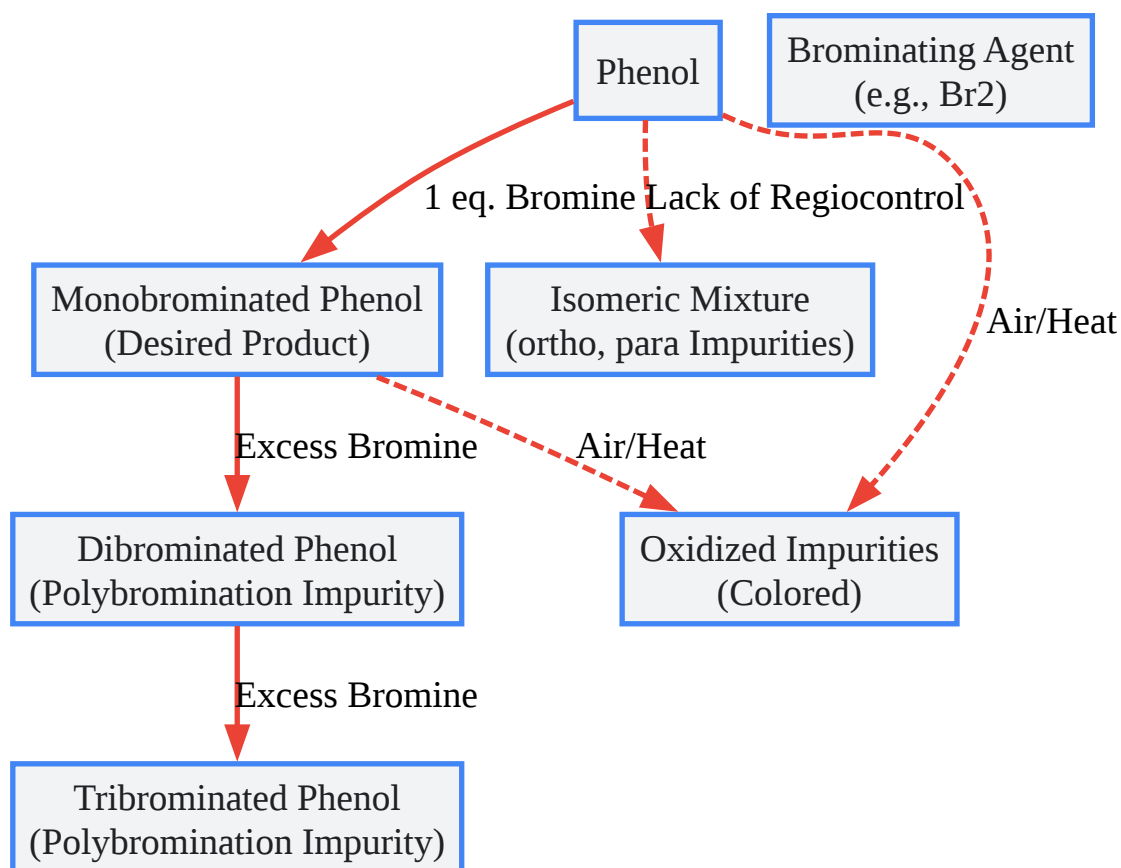 Phenol
Brominating Agent
(e.g., Br2)
1 eq. Bromine
Lack of Regiocontrol
Monobrominated Phenol
(Desired Product)
Isomeric Mixture
(ortho, para Impurities)
Air/Heat
Excess Bromine
Air/Heat
Dibrominated Phenol
(Polybromination Impurity)
Oxidized Impurities
(Colored)
Excess Bromine
Tribrominated Phenol
(Polybromination Impurity)